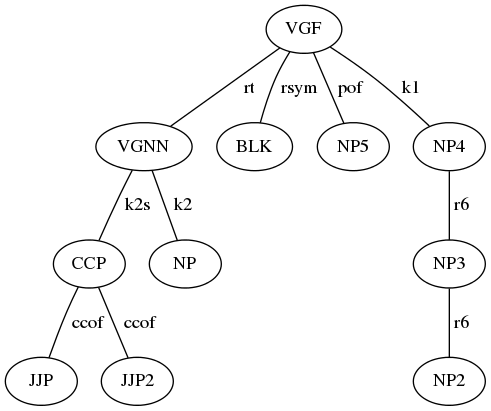 VGF
rt rsym pof k1
VGNN BLK NP5 NP4
k2s k2 r6
CCP NP NP3
ccof ccof r6
JJP JJP2 NP2